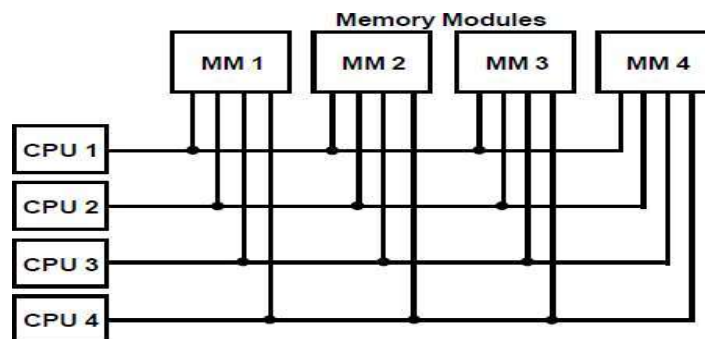 Memory Modules
MM 1 MM 2 MM 3 MM 4
CPU 1
CPU 2
CPU 3
CPU 4